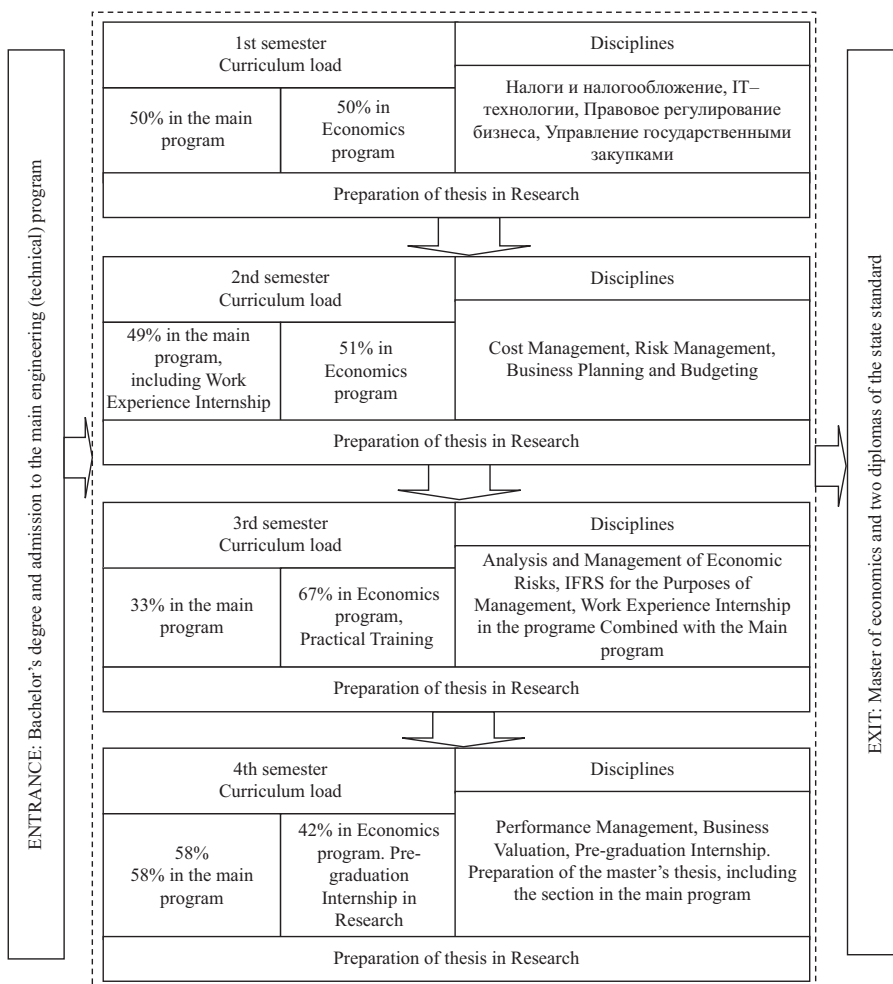 ENTRANCE: Bachelor’s degree and admission to the main engineering (technical) program
1st semester
Curriculum load
50% in the main
program
50% in
Economics
program
Disciplines
Налоги и налогообложение, IT–
технологии, Правовое регулирование
бизнеса, Управление государственными
закупками
Preparation of thesis in Research
2nd semester
Curriculum load
49% in the main
program,
including Work
Experience Internship
51% in
Economics
program
Disciplines
Cost Management, Risk Management,
Business Planning and Budgeting
Preparation of thesis in Research
3rd semester
Curriculum load
33% in the main
program
67% in Economics
program,
Practical Training
Disciplines
Analysis and Management of Economic
Risks, IFRS for the Purposes of
Management, Work Experience Internship
in the programe Combined with the Main
program
Preparation of thesis in Research
4th semester
Curriculum load
58%
58% in the main
program
42% in Economics
program. Pre-
graduation
Internship in
Research
Disciplines
Performance Management, Business
Valuation, Pre-graduation Internship.
Preparation of the master’s thesis, including
the section in the main program
Preparation of thesis in Research
EXIT: Master of economics and two diplomas of the state standard